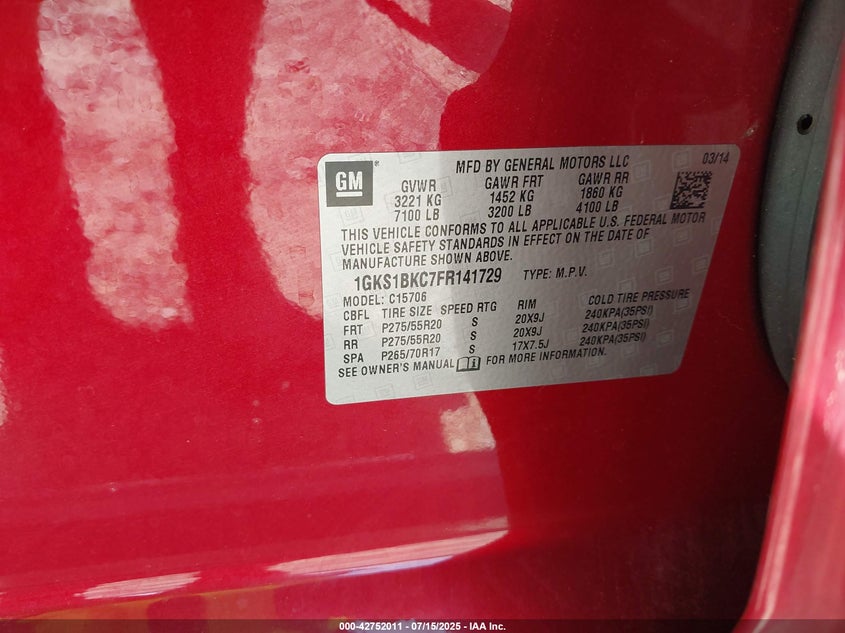 GM®
MFD BY GENERAL MOTORS LLC 03/14
GVWR GAWR FRT GAWR RR
3221 KG 1452 KG 1860 KG
7100 LB 3200 LB 4100 LB
THIS VEHICLE CONFORMS TO ALL APPLICABLE U.S. FEDERAL MOTOR
VEHICLE SAFETY STANDARDS IN EFFECT ON THE DATE OF
MANUFACTURE SHOWN ABOVE.
1GKS1BKC7FR141729 TYPE: M.P.V.
MODEL: C15706
CBFL TIRE SIZE SPEED RTG RIM COLD TIRE PRESSURE
FRT P275/55R20 S 20X9J 240KPA(35PSI)
RR P275/55R20 S 20X9J 240KPA(35PSI)
SPA P265/70R17 S 17X7.5J 240KPA(35PSI)
SEE OWNER'S MANUAL FOR MORE INFORMATION.
000-42752011 - 07/15/2025 - IAA Inc.